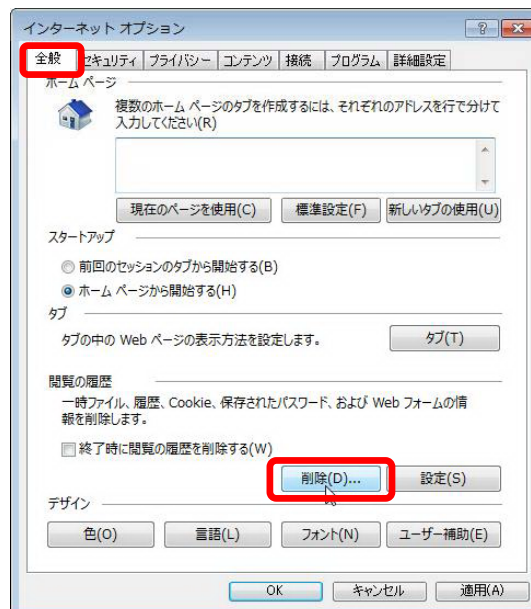 インターネット オプション
全般 セキュリティ プライバシー コンテンツ 接続 プログラム 詳細設定
ホーム ページ
複数のホーム ページのタブを作成するには、それぞれのアドレスを行で分けて
入力してください(R)
現在のページを使用(C) 標準設定(F) 新しいタブの使用(U)
スタートアップ
前回のセッションのタブから開始する(B)
ホーム ページから開始する(H)
タブ
タブの中の Web ページの表示方法を設定します。 タブ(T)
閲覧の履歴
一時ファイル、履歴、Cookie、保存されたパスワード、および Web フォームの情
報を削除します。
終了時に閲覧の履歴を削除する(W)
削除(D)... 設定(S)
デザイン
色(O) 言語(L) フォント(N) ユーザー補助(E)
OK キャンセル 適用(A)